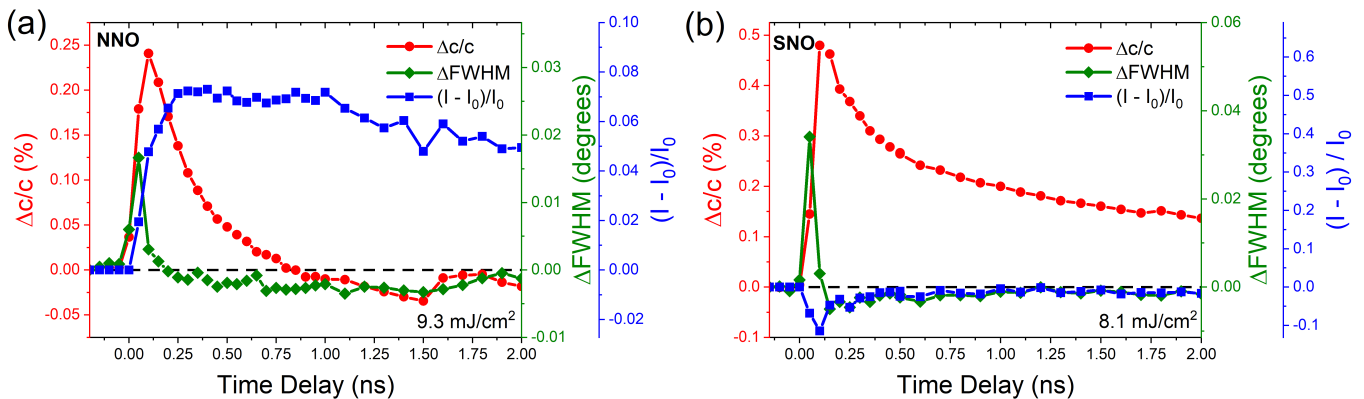 (a)
NNO
Δc/c
ΔFWHM
(I - I₀)/I₀
9.3 mJ/cm²
Δc/c (%)
0.25
0.20
0.15
0.10
0.05
0.00
-0.05
0.00
0.25
0.50
0.75
1.00
1.25
1.50
1.75
2.00
Time Delay (ns)
0.03
0.02
0.01
0.00
-0.01
ΔFWHM (degrees)
0.10
0.08
0.06
0.04
0.02
0.00
-0.02
(I - I₀)/I₀
(b)
SNO
Δc/c
ΔFWHM
(I - I₀)/I₀
8.1 mJ/cm²
Δc/c (%)
0.5
0.4
0.3
0.2
0.1
0.0
-0.1
0.00
0.25
0.50
0.75
1.00
1.25
1.50
1.75
2.00
Time Delay (ns)
0.06
0.04
0.02
0.00
ΔFWHM (degrees)
0.6
0.5
0.4
0.3
0.2
0.1
0.0
-0.1
(I - I₀) / I₀